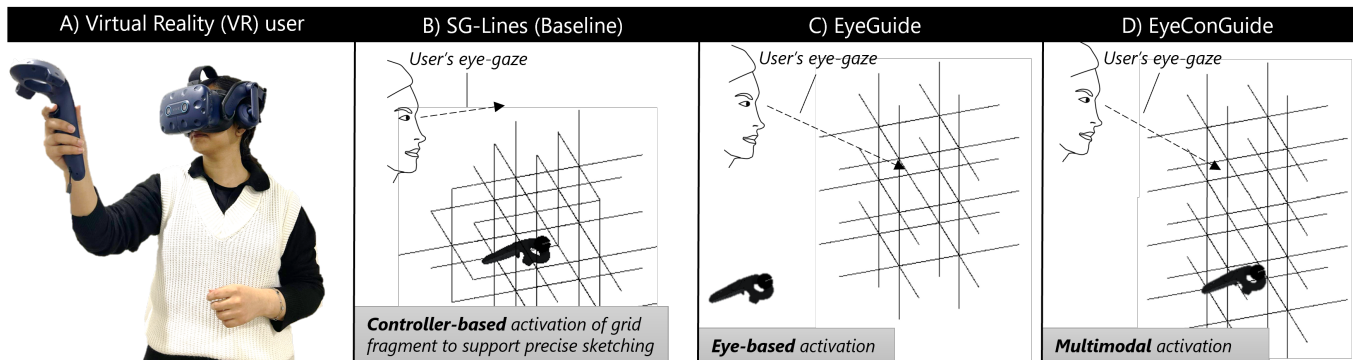 A) Virtual Reality (VR) user
B) SG-Lines (Baseline)
C) EyeGuide
D) EyeConGuide
User's eye-gaze
User's eye-gaze
User's eye-gaze
Controller-based activation of grid
fragment to support precise sketching
Eye-based activation
Multimodal activation